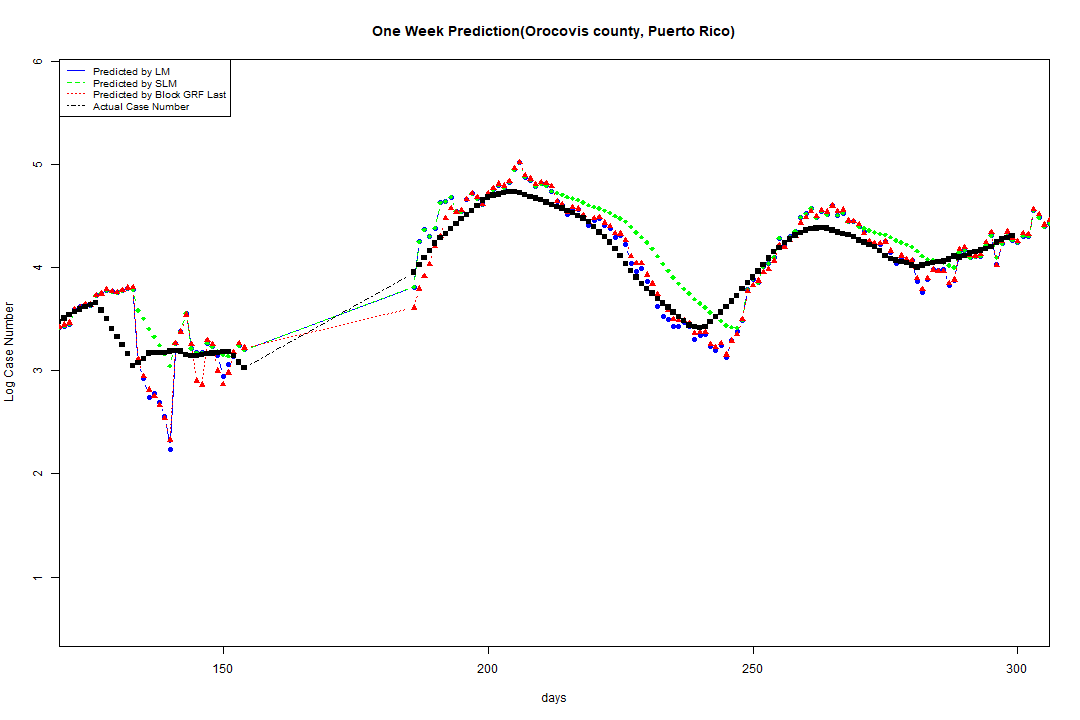 One Week Prediction(Orocovis county, Puerto Rico)
Predicted by LM
Predicted by SLM
Predicted by Block GRF Last
Actual Case Number
6
5
4
3
2
1
Log Case Number
150
200
250
300
days